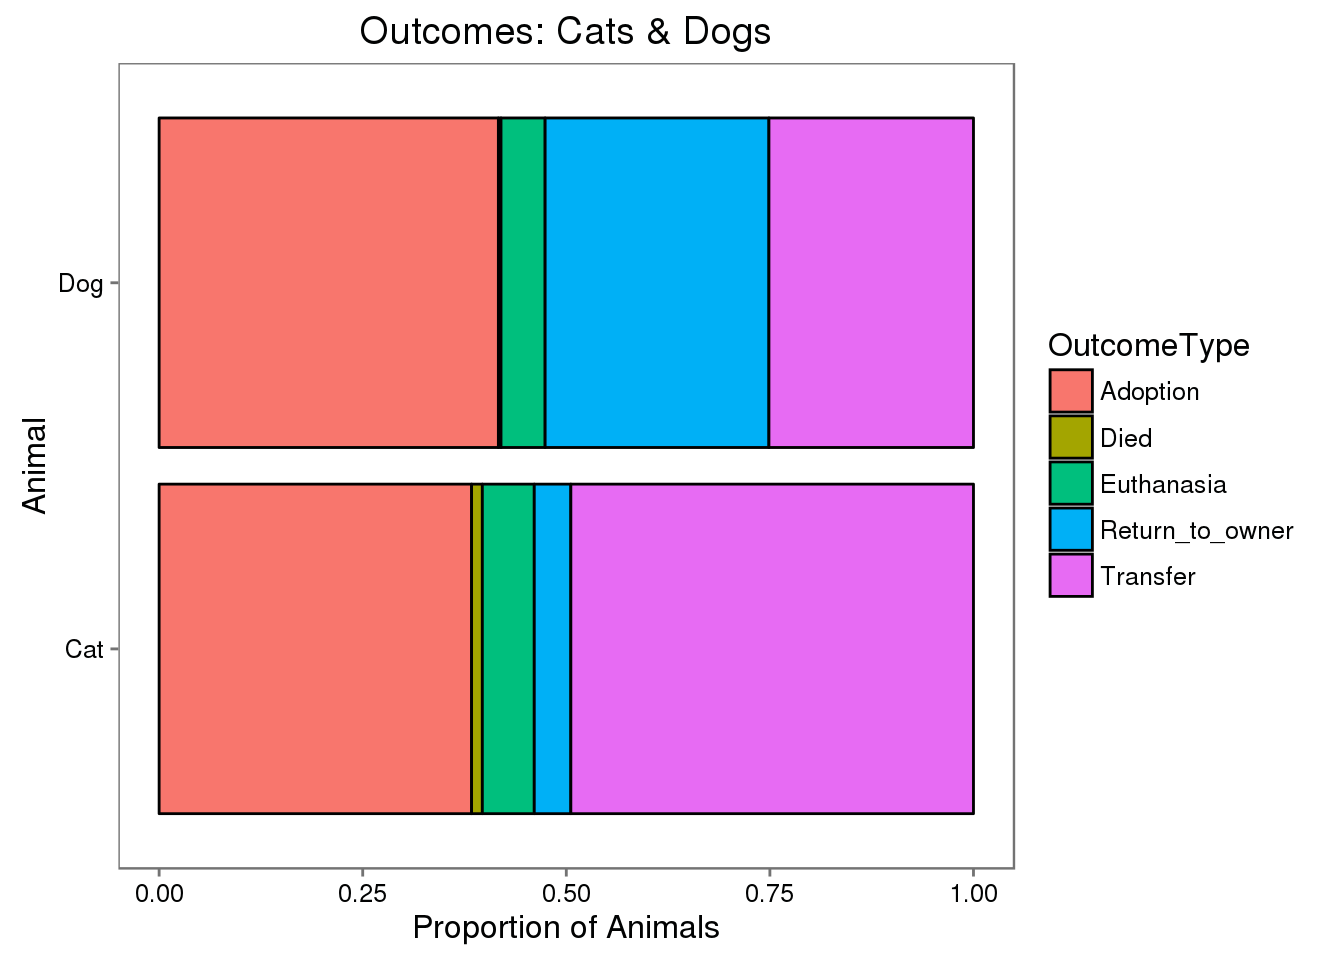 Outcomes: Cats & Dogs
Dog
Cat
Animal
0.00 0.25 0.50 0.75 1.00
Proportion of Animals
OutcomeType
Adoption
Died
Euthanasia
Return_to_owner
Transfer